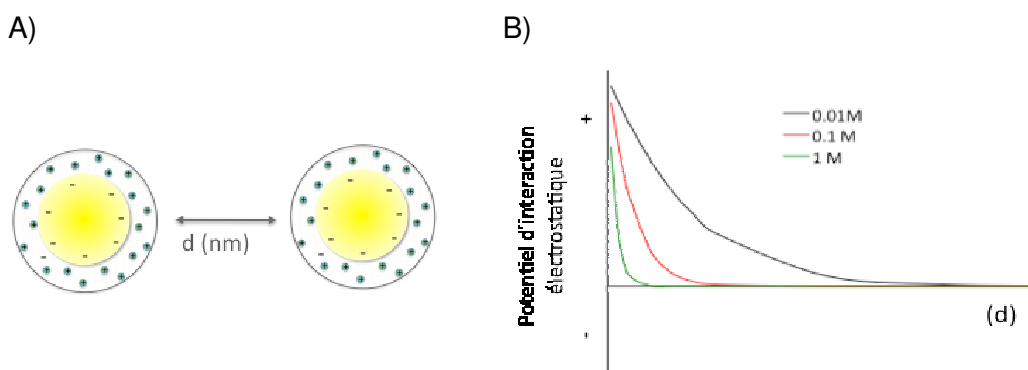 A)
B)
d (nm)
Potentiel d'interaction
électrostatique
+
-
0.01M
0.1 M
1 M
(d)